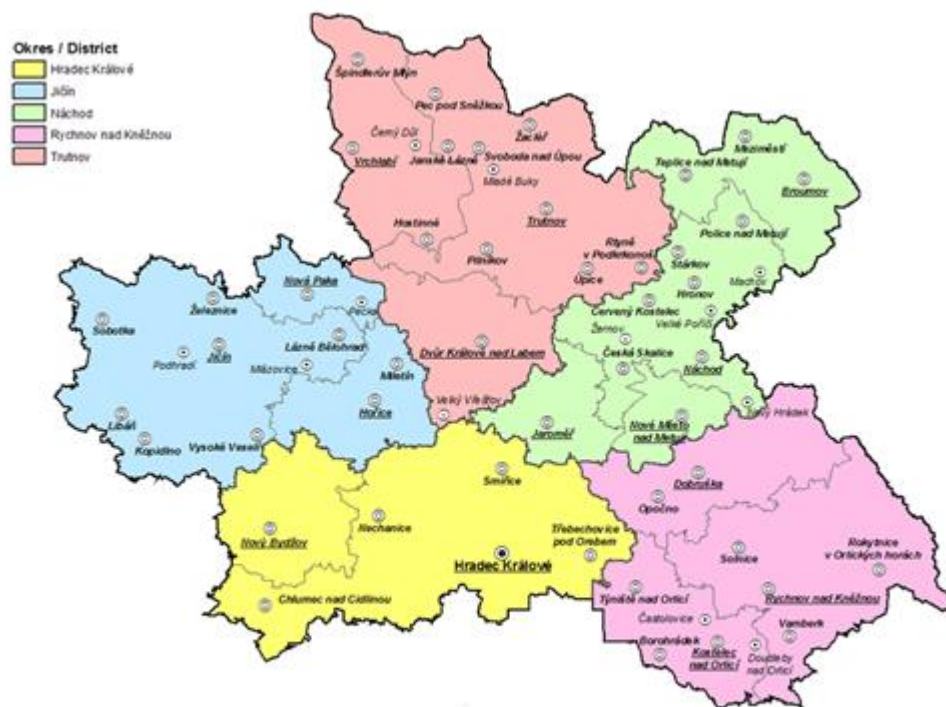 Okres / District
Hradec Králové
Jičín
Náchod
Rychnov nad Kněžnou
Trutnov
Špindlerův Mlýn
Pec pod Sněžkou
Černý Důl
Žacléř
Vrchlabí
Janské Lázně
Svoboda nad Úpou
Mladé Buky
Meziměstí
Teplice nad Metují
Broumov
Trutnov
Hostinné
Pilníkov
Rtyně
v Podkrkonoší
Úpice
Police nad Metují
Stárkov
Machov
Hronov
Nová Paka
Pecka
Železnice
Sobotka
Červený Kostelec
Velké Poříčí
Žernov
Lázně Bělohrad
Jičín
Podhradí
Mlázovice
Miletín
Dvůr Králové nad Labem
Česká Skalice
Náchod
Hořice
Velký Vřešťov
Nový Hrádek
Libáň
Kopidlno
Vysoké Veselí
Jaroměř
Nové Město
nad Metují
Smiřice
Dobruška
Opočno
Nechanice
Nový Bydžov
Třebechovice
pod Orebem
Hradec Králové
Solnice
Rokytnice
v Orlických horách
Chlumec nad Cidlinou
Týniště nad Orlicí
Rychnov nad Kněžnou
Častolovice
Vamberk
Borohrádek
Kostelec
nad Orlicí
Doudleby
nad Orlicí